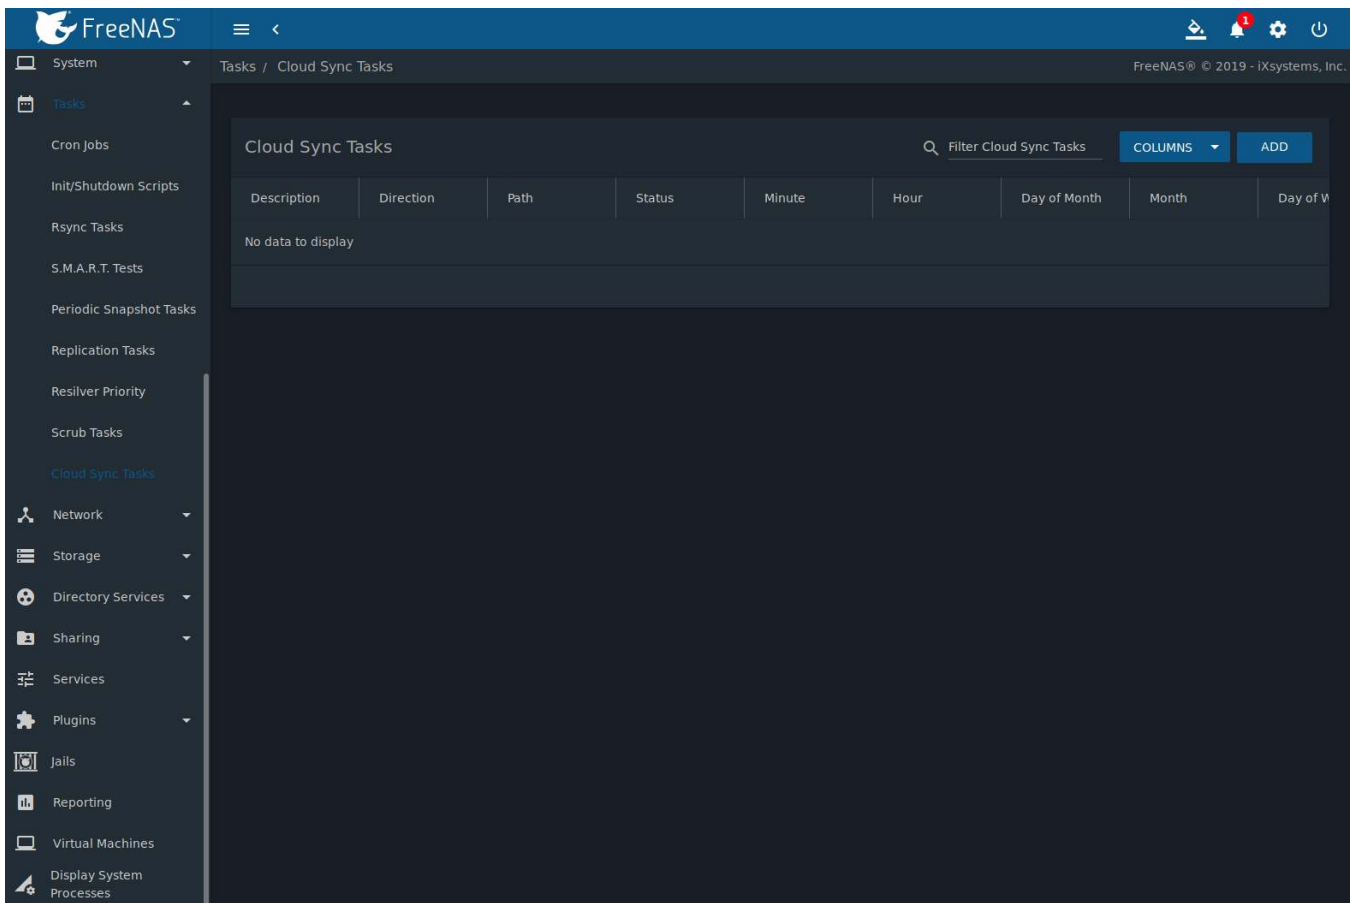 FreeNAS™
1
System
Tasks / Cloud Sync Tasks
FreeNAS® © 2019 - iXsystems, Inc.
Tasks
Cron Jobs
Init/Shutdown Scripts
Rsync Tasks
S.M.A.R.T. Tests
Periodic Snapshot Tasks
Replication Tasks
Resilver Priority
Scrub Tasks
Cloud Sync Tasks
Network
Storage
Directory Services
Sharing
Services
Plugins
Jails
Reporting
Virtual Machines
Display System
Processes
Cloud Sync Tasks
Filter Cloud Sync Tasks
COLUMNS
ADD
Description Direction Path Status Minute Hour Day of Month Month Day of W
No data to display